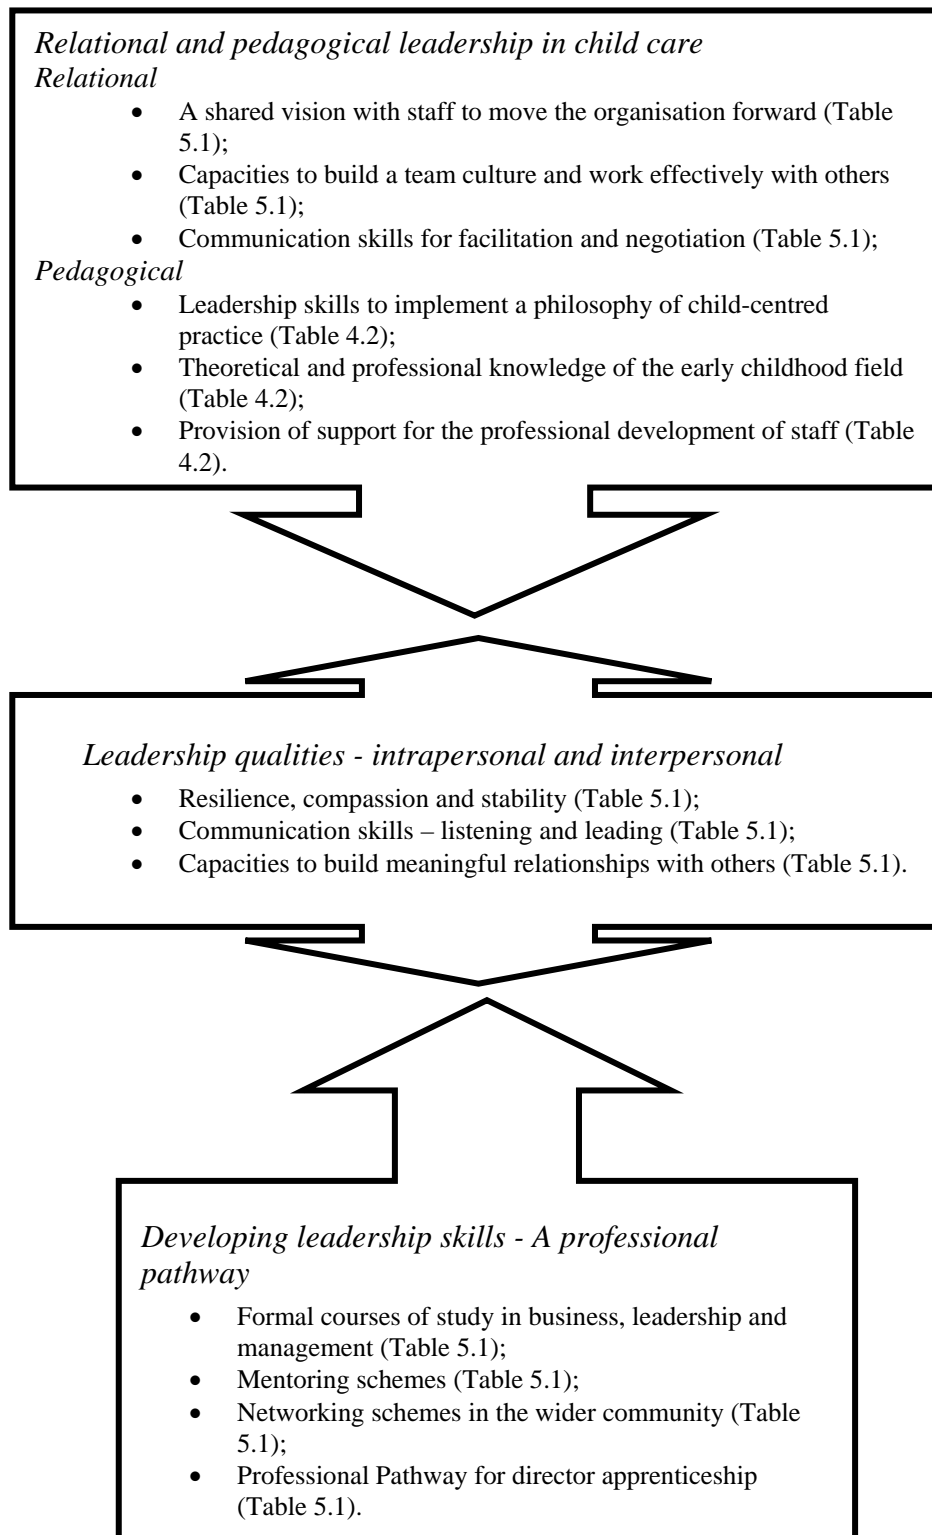 Relational and pedagogical leadership in child care
Relational
• A shared vision with staff to move the organisation forward (Table
5.1);
• Capacities to build a team culture and work effectively with others
(Table 5.1);
• Communication skills for facilitation and negotiation (Table 5.1);
Pedagogical
• Leadership skills to implement a philosophy of child-centred
practice (Table 4.2);
• Theoretical and professional knowledge of the early childhood field
(Table 4.2);
• Provision of support for the professional development of staff (Table
4.2).
Leadership qualities - intrapersonal and interpersonal
• Resilience, compassion and stability (Table 5.1);
• Communication skills – listening and leading (Table 5.1);
• Capacities to build meaningful relationships with others (Table 5.1).
Developing leadership skills - A professional
pathway
• Formal courses of study in business, leadership and
management (Table 5.1);
• Mentoring schemes (Table 5.1);
• Networking schemes in the wider community (Table
5.1);
• Professional Pathway for director apprenticeship
(Table 5.1).